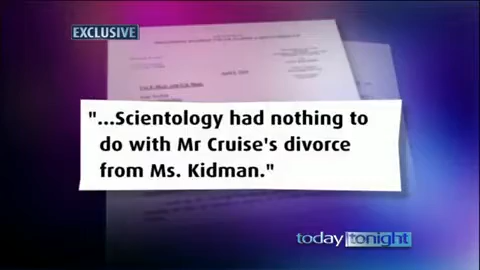 EXCLUSIVE
"...Scientology had nothing to
do with Mr Cruise's divorce
from Ms. Kidman."
today tonight